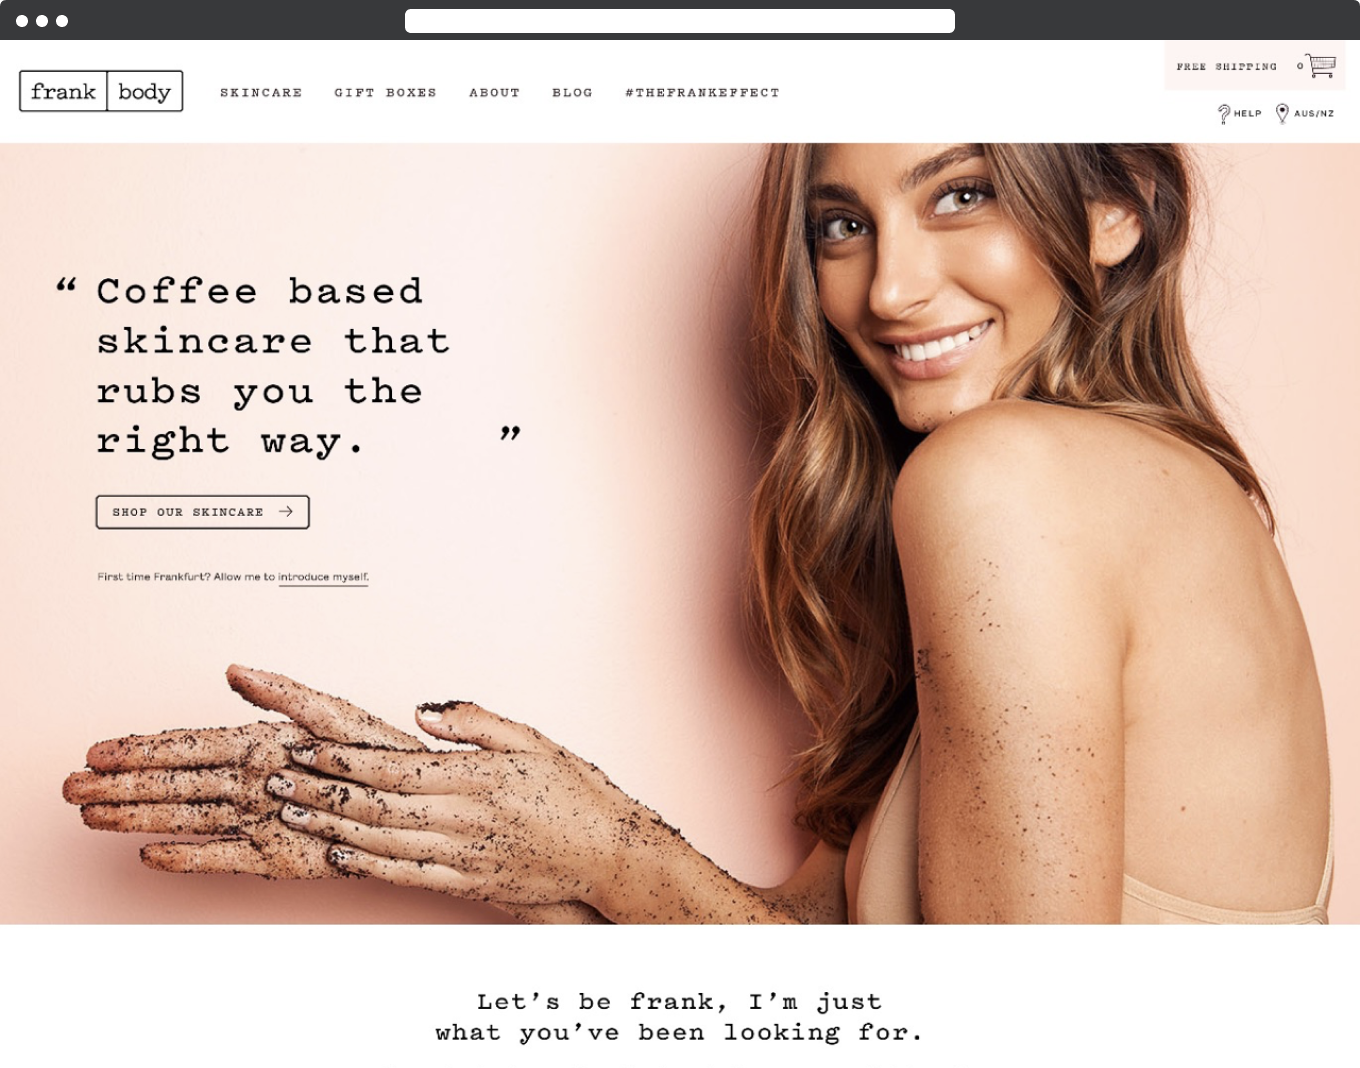 frank body
SKINCARE
GIFT BOXES
ABOUT
BLOG
#THEFRANKEFFECT
FREE SHIPPING 0
HELP
AUS/NZ
“ Coffee based
skincare that
rubs you the
right way. ”
SHOP OUR SKINCARE →
First time Frankfurt? Allow me to introduce myself.
Let’s be frank, I’m just
what you’ve been looking for.